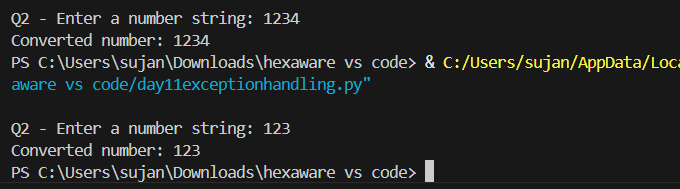 Q2 - Enter a number string: 1234
Converted number: 1234
PS C:\Users\sujan\Downloads\hexaware vs code> & C:/Users/sujan/AppData/Loca
aware vs code/day11exceptionhandling.py"
Q2 - Enter a number string: 123
Converted number: 123
PS C:\Users\sujan\Downloads\hexaware vs code>